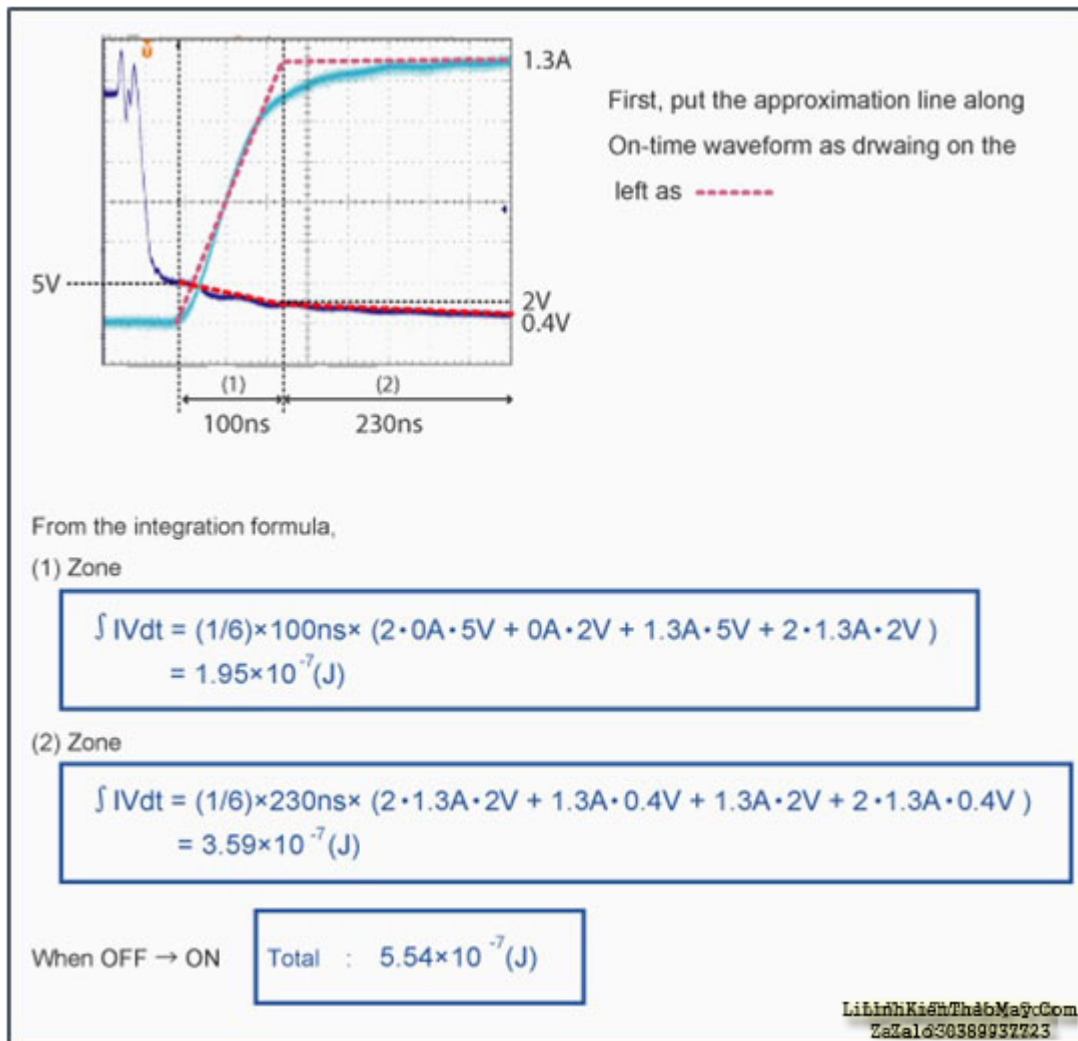 1.3A
First, put the approximation line along
On-time waveform as drwaing on the
left as
5V
2V
0.4V
(1)
(2)
100ns
230ns
From the integration formula,
(1) Zone
∫ IVdt = (1/6)×100ns× (2・0A・5V + 0A・2V + 1.3A・5V + 2・1.3A・2V )
= 1.95×10⁻⁷(J)
(2) Zone
∫ IVdt = (1/6)×230ns× (2・1.3A・2V + 1.3A・0.4V + 1.3A・2V + 2・1.3A・0.4V )
= 3.59×10⁻⁷(J)
When OFF → ON
Total : 5.54×10⁻⁷(J)